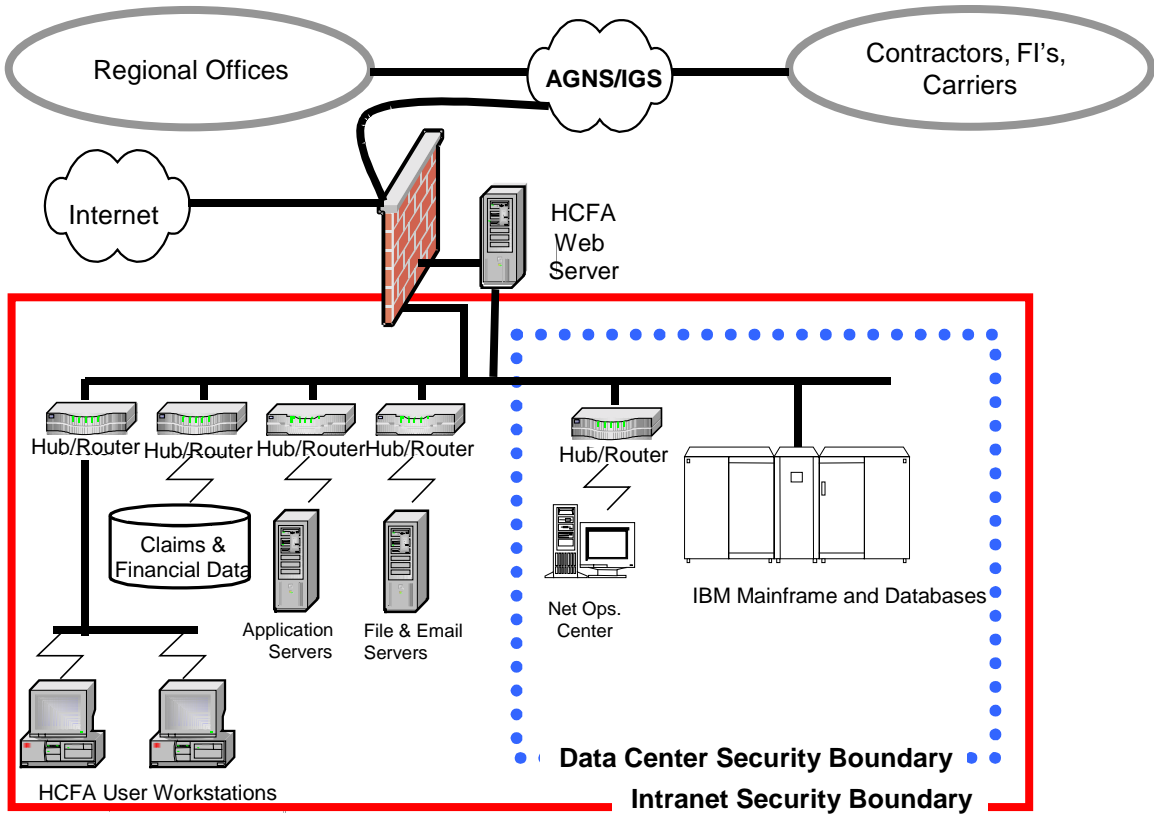 Regional Offices
AGNS/IGS
Contractors, FI's,
Carriers
Internet
HCFA
Web
Server
Hub/Router
Hub/Router
Hub/Router
Hub/Router
Hub/Router
Claims &
Financial Data
Application
Servers
File & Email
Servers
Net Ops.
Center
IBM Mainframe and Databases
HCFA User Workstations
Data Center Security Boundary
Intranet Security Boundary